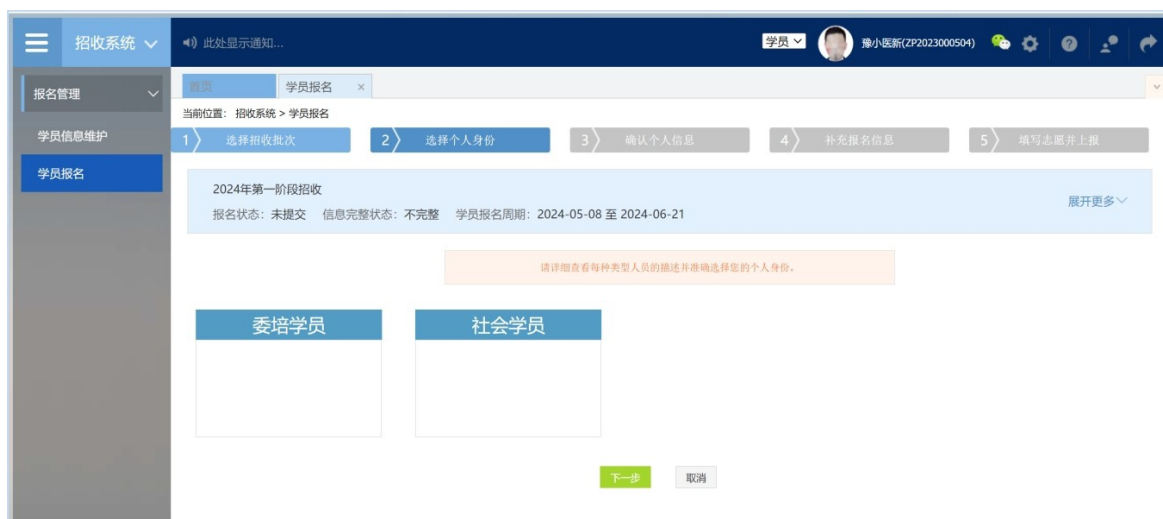 招收系统
此处显示通知...
学员
豫小医新(ZP2023000504)
报名管理
学员信息维护
学员报名
首页
学员报名 ×
当前位置： 招收系统 > 学员报名
1 选择招收批次
2 选择个人身份
3 确认个人信息
4 补充报名信息
5 填写志愿并上报
2024年第一阶段招收
报名状态：未提交 信息完整状态：不完整 学员报名周期：2024-05-08 至 2024-06-21
展开更多
请详细查看每种类型人员的描述并准确选择您的个人身份。
委培学员
社会学员
下一步
取消